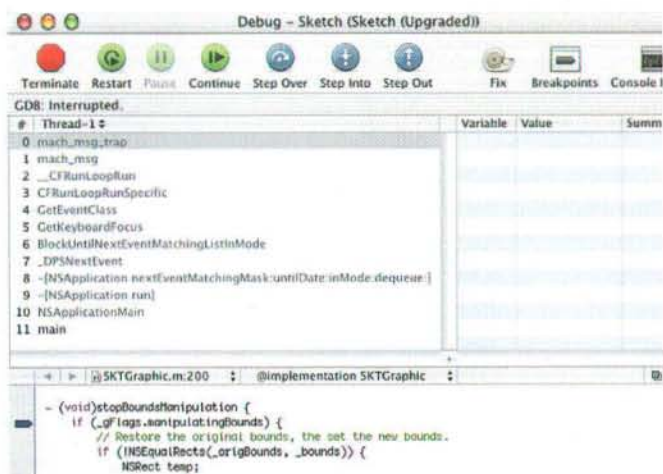 Debug – Sketch (Sketch (Upgraded))
Terminate Restart Pause Continue Step Over Step Into Step Out Fix Breakpoints Console
GDB: Interrupted.
# Thread-1 Variable Value Summ
0 mach_msg_trap
1 mach_msg
2 __CFRunLoopRun
3 CFRunLoopRunSpecific
4 GetEventClass
5 GetKeyboardFocus
6 BlockUntilNextEventMatchingListInMode
7 _DPSNextEvent
8 -[NSApplication nextEventMatchingMask:untilDate:inMode:dequeue:]
9 -[NSApplication run]
10 NSApplicationMain
11 main
SKTGraphic.m:200 @implementation SKTGraphic
- (void)stopBoundsManipulation {
if (_gFlags.manipulatingBounds) {
// Restore the original bounds, the set the new bounds.
if (!NSEqualRects(_origBounds, _bounds)) {
NSRect temp;